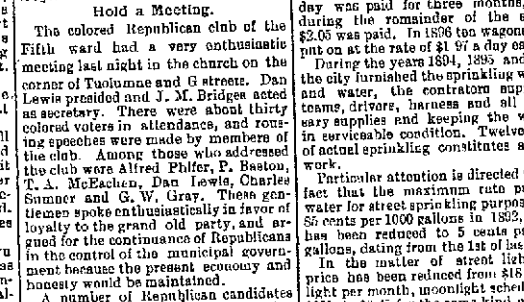 Hold a Meeting.
The colored Republican club of the
Fifth ward had a very enthusiastic
meeting last night in the church on the
corner of Tuolumne and G streets. Dan
Lewis presided and J. M. Bridges acted
as secretary. There were about thirty
colored voters in attendance, and rous-
ing speeches were made by members of
the club. Among those who addressed
the club were Alfred Phifer, P. Baston,
T. A. McEachen, Dan Lewis, Charles
Sumner and G. W. Gray. These gen-
tlemen spoke enthusiastically in favor of
loyalty to the grand old party, and ar-
gued for the continuance of Republicans
in the control of the municipal govern-
ment because the present economy and
honesty would be maintained.
A number of Republican candidates
day was paid for three months,
during the remainder of the
$3.05 was paid. In 1896 ten wagon
put on at the rate of $1 97 a day
During the years 1894, 1895 and
the city furnished the sprinkling
and water, the contractors
teams, drivers, harness and all
sary supplies and keeping the
in serviceable condition. Twelve
of actual sprinkling constitutes a
work.
Particular attention is directed
fact that the maximum rate
water for street sprinkling
cents per 1000 gallons in 1892,
has been reduced to 5 cents
gallons, dating from the 1st of
In the matter of street
price has been reduced from $18
light per month, moonlight